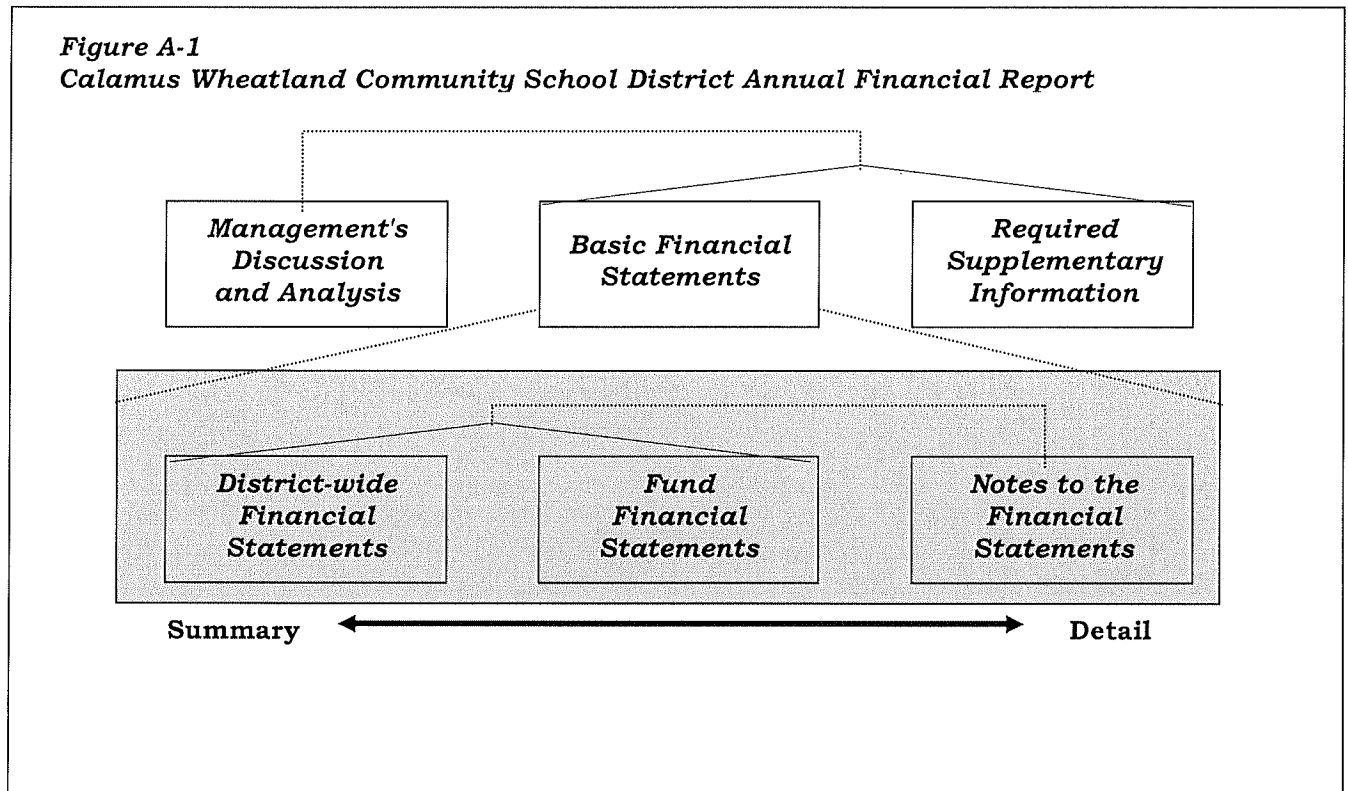 Figure A-1
Calamus Wheatland Community School District Annual Financial Report
Management's
Discussion
and Analysis
Basic Financial
Statements
Required
Supplementary
Information
District-wide
Financial
Statements
Fund
Financial
Statements
Notes to the
Financial
Statements
Summary
Detail